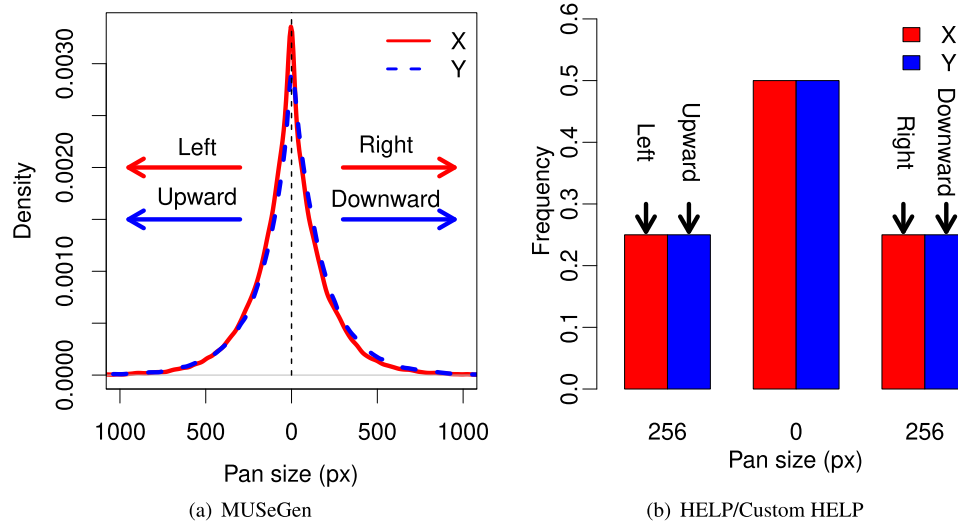 X
Y
Left
Right
Upward
Downward
Density
0.0000
0.0010
0.0020
0.0030
1000 500 0 500 1000
Pan size (px)
(a) MUSeGen
X
Y
Left
Upward
Right
Downward
Frequency
0.0 0.1 0.2 0.3 0.4 0.5 0.6
256 0 256
Pan size (px)
(b) HELP/Custom HELP